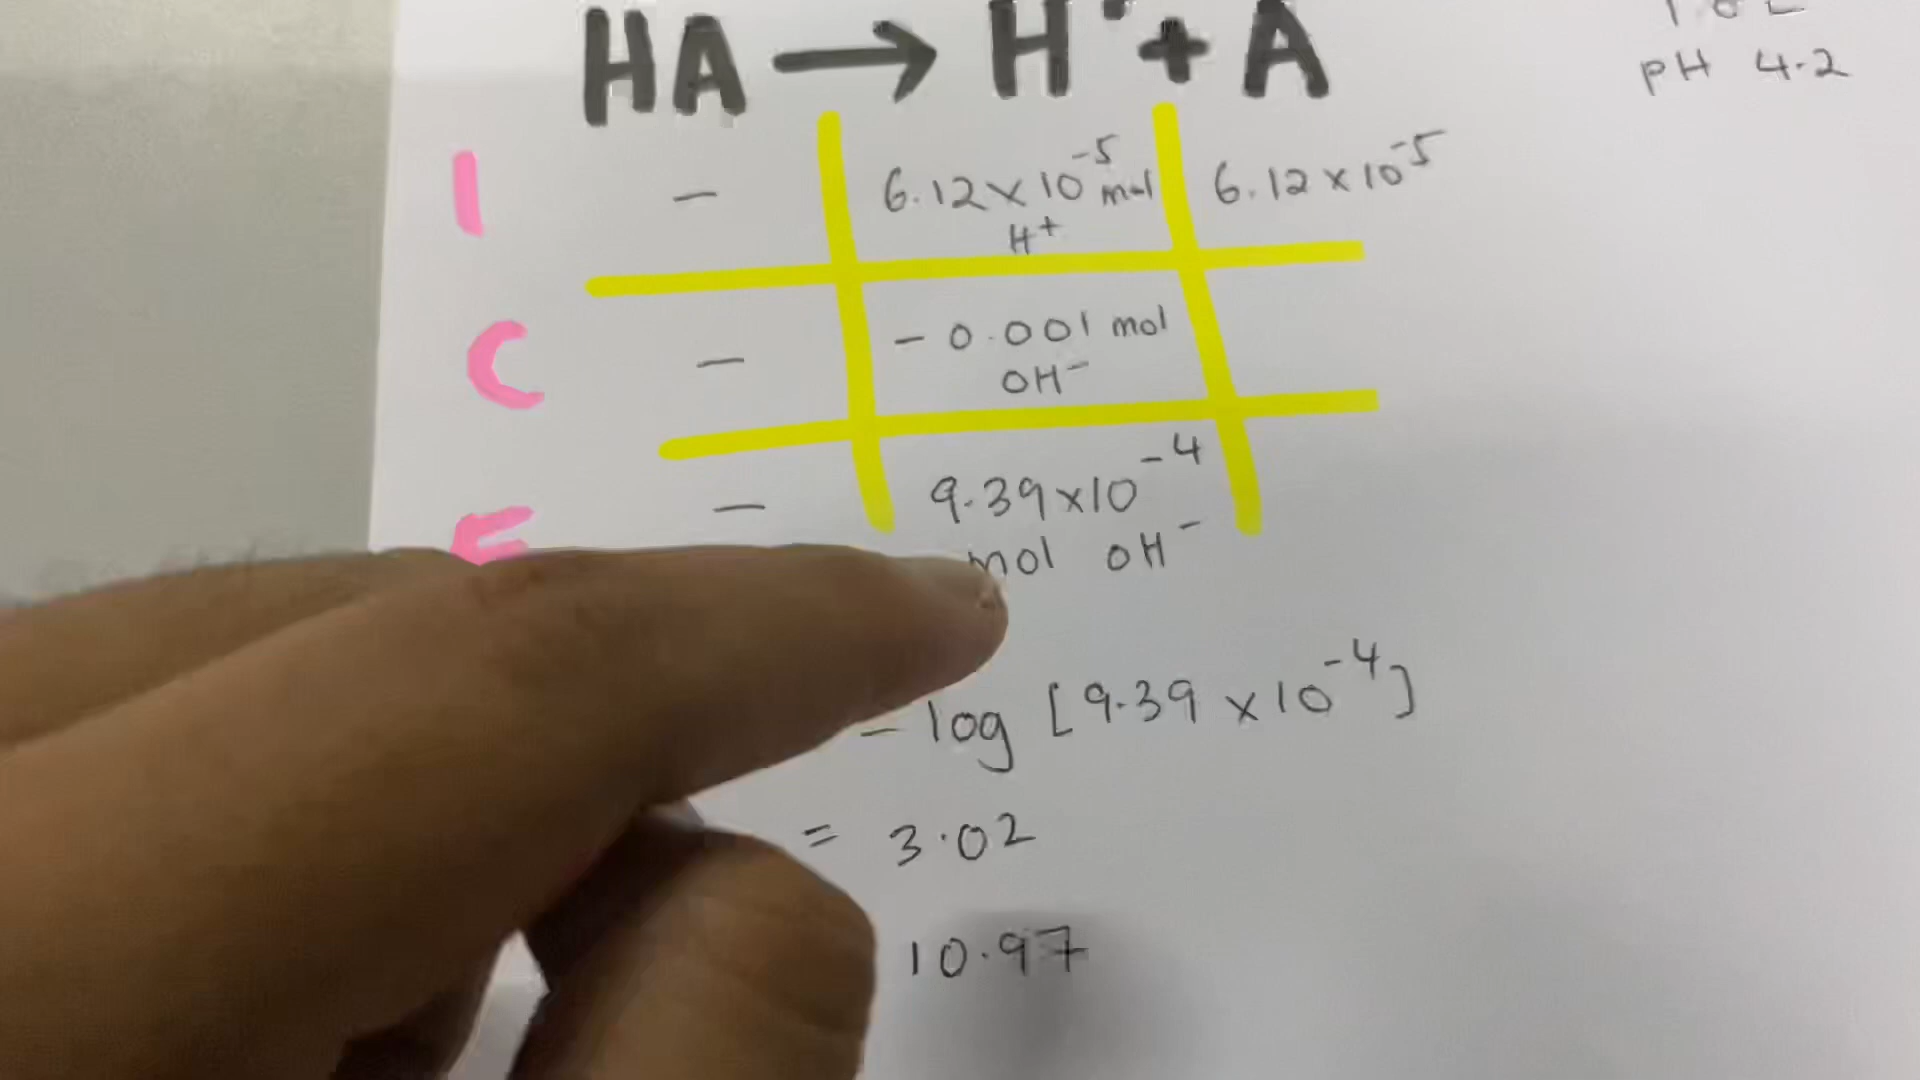 HA → H⁺ + A
pH 4.2
I - 6.12 x 10⁻⁵ mol H⁺ 6.12 x 10⁻⁵
C - - 0.001 mol OH⁻
- 9.39 x 10⁻⁴
mol OH⁻
- log [9.39 x 10⁻⁴]
= 3.02
10.97